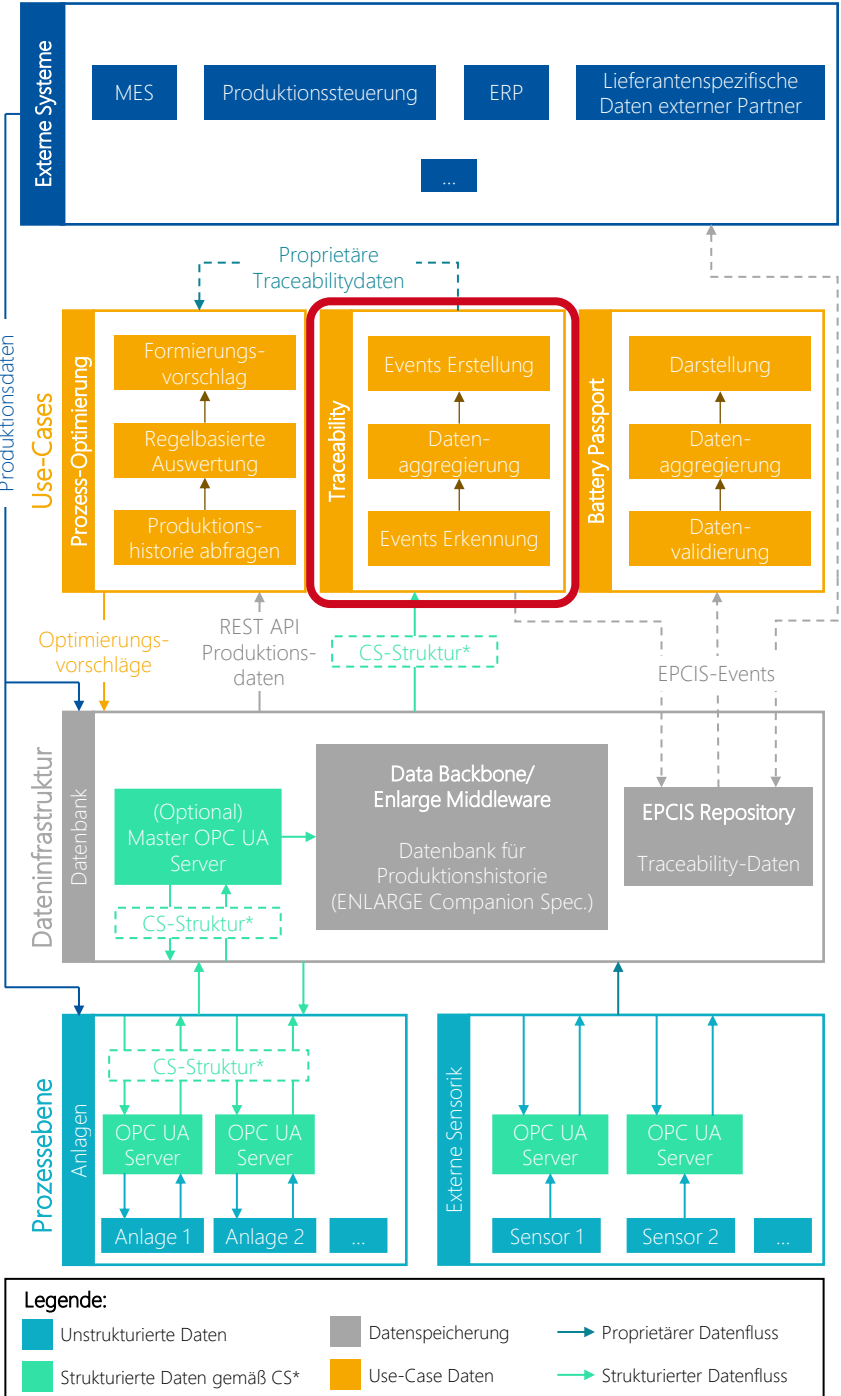 Externe Systeme
MES
Produktionssteuerung
ERP
Lieferantenspezifische
Daten externer Partner
...
Produktionsdaten
Proprietäre
Traceabilitydaten
Use-Cases
Prozess-Optimierung
Formierungs-
vorschlag
Regelbasierte
Auswertung
Produktions-
historie abfragen
Traceability
Events Erstellung
Daten-
aggregierung
Events Erkennung
Battery Passport
Darstellung
Daten-
aggregierung
Daten-
validierung
Optimierungs-
vorschläge
REST API
Produktions-
daten
CS-Struktur*
EPCIS-Events
Dateninfrastruktur
Datenbank
(Optional)
Master OPC UA
Server
CS-Struktur*
Data Backbone/
Enlarge Middleware
Datenbank für
Produktionshistorie
(ENLARGE Companion Spec.)
EPCIS Repository
Traceability-Daten
Prozessebene
Anlagen
CS-Struktur*
OPC UA
Server
OPC UA
Server
Anlage 1
Anlage 2
...
Externe Sensorik
OPC UA
Server
OPC UA
Server
Sensor 1
Sensor 2
...
Legende:
Unstrukturierte Daten
Datenspeicherung
Proprietärer Datenfluss
Strukturierte Daten gemäß CS*
Use-Case Daten
Strukturierter Datenfluss